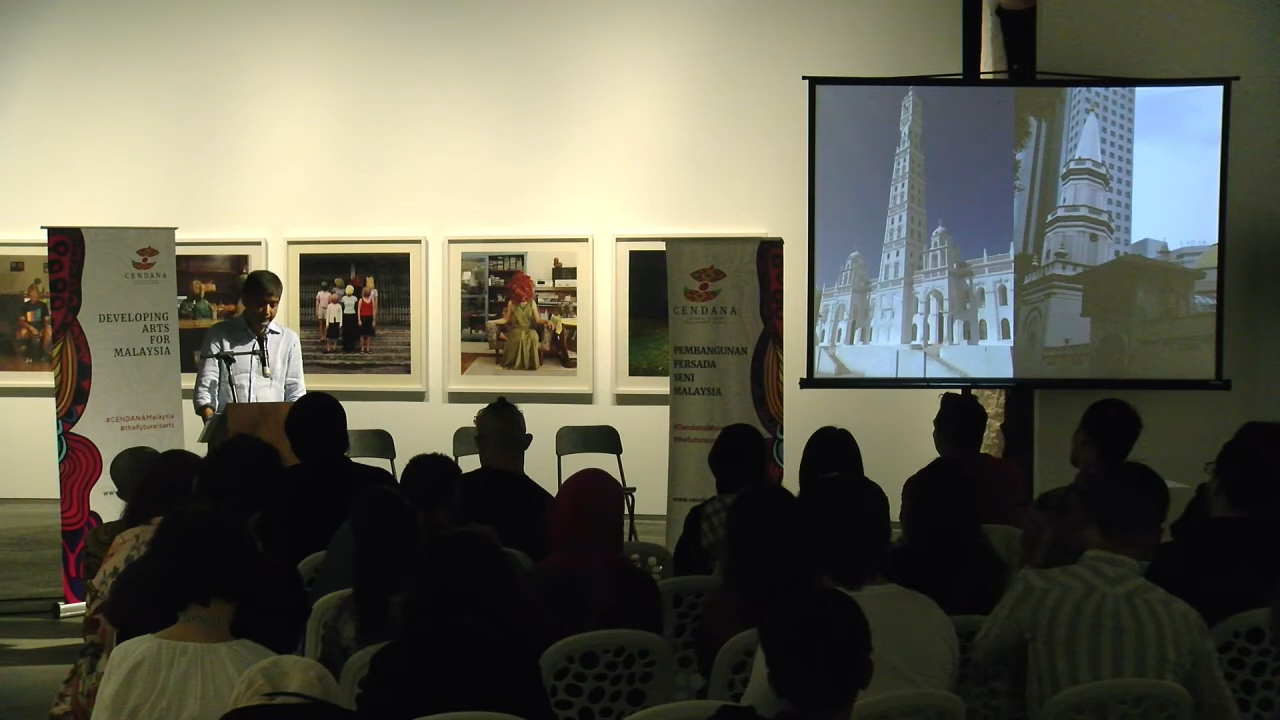 CENDANA
DEVELOPING
ARTS
FOR
MALAYSIA
#CENDANAMalaysia
#thefutureisarts
CENDANA
PEMBANGUNAN
PERSADA
SENI
MALAYSIA